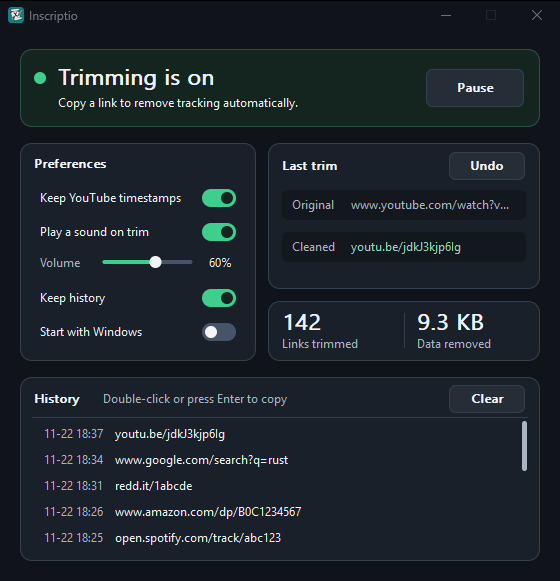 Inscriptio
Trimming is on
Copy a link to remove tracking automatically.
Pause
Preferences
Keep YouTube timestamps
Play a sound on trim
Volume 60%
Keep history
Start with Windows
Last trim
Undo
Original www.youtube.com/watch?v...
Cleaned youtu.be/jdkJ3kjp6lg
142
Links trimmed
9.3 KB
Data removed
History Double-click or press Enter to copy
Clear
11-22 18:37 youtu.be/jdkJ3kjp6lg
11-22 18:34 www.google.com/search?q=rust
11-22 18:31 redd.it/1abcde
11-22 18:26 www.amazon.com/dp/B0C1234567
11-22 18:25 open.spotify.com/track/abc123